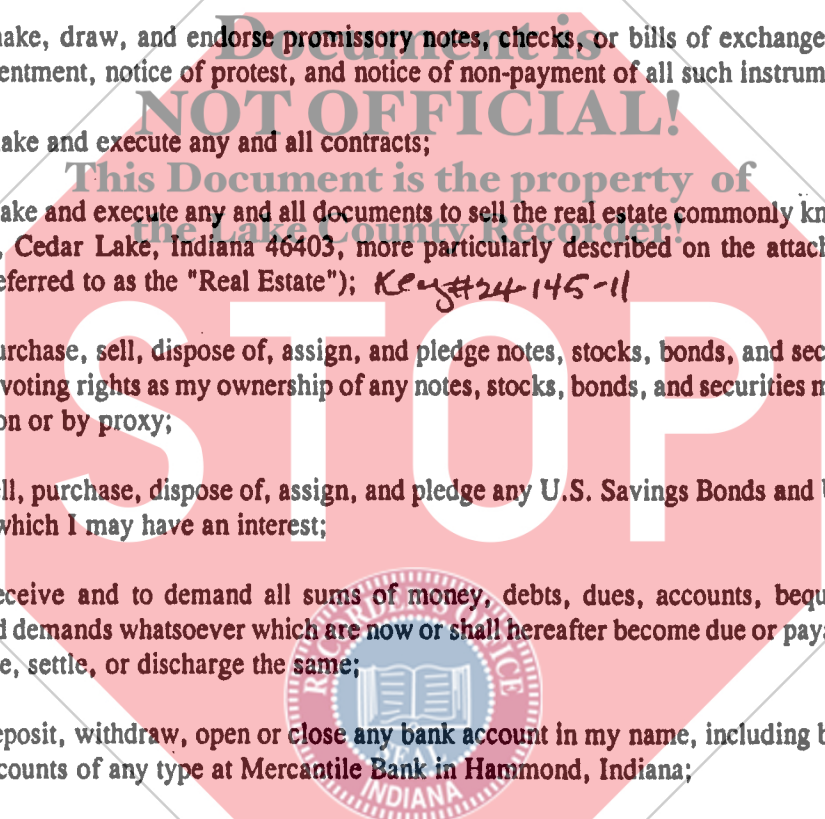 Document is
ake, draw, and endorse promissory notes, checks, or bills of exchange
entment, notice of protest, and notice of non-payment of all such instrum
NOT OFFICIAL!
ake and execute any and all contracts;
This Document is the property of
ake and execute any and all documents to sell the real estate commonly kn
the Lake County Recorder!
, Cedar Lake, Indiana 46403, more particularly described on the attach
eferred to as the "Real Estate"); Key#24-145-11
urchase, sell, dispose of, assign, and pledge notes, stocks, bonds, and sec
voting rights as my ownership of any notes, stocks, bonds, and securities m
on or by proxy;
STOP
ll, purchase, dispose of, assign, and pledge any U.S. Savings Bonds and
which I may have an interest;
eceive and to demand all sums of money, debts, dues, accounts, bequ
d demands whatsoever which are now or shall hereafter become due or pay
e, settle, or discharge the same;
RECORDER'S OFFICE
SEAL
INDIANA
eposit, withdraw, open or close any bank account in my name, including b
counts of any type at Mercantile Bank in Hammond, Indiana;